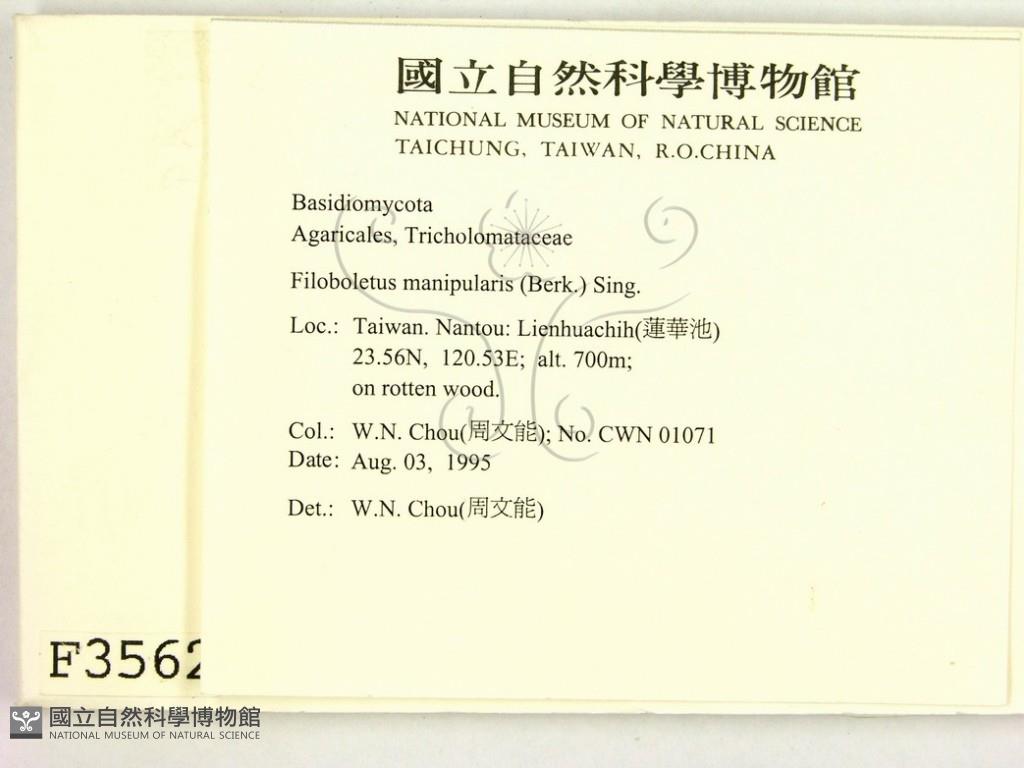 國立自然科學博物館
NATIONAL MUSEUM OF NATURAL SCIENCE
TAICHUNG, TAIWAN, R.O.CHINA
Basidiomycota
Agaricales, Tricholomataceae
Filoboletus manipularis (Berk.) Sing.
Loc.: Taiwan. Nantou: Lienhuachih(蓮華池)
23.56N, 120.53E; alt. 700m;
on rotten wood.
Col.: W.N. Chou(周文能); No. CWN 01071
Date: Aug. 03, 1995
Det.: W.N. Chou(周文能)
F3562
國立自然科學博物館
NATIONAL MUSEUM OF NATURAL SCIENCE